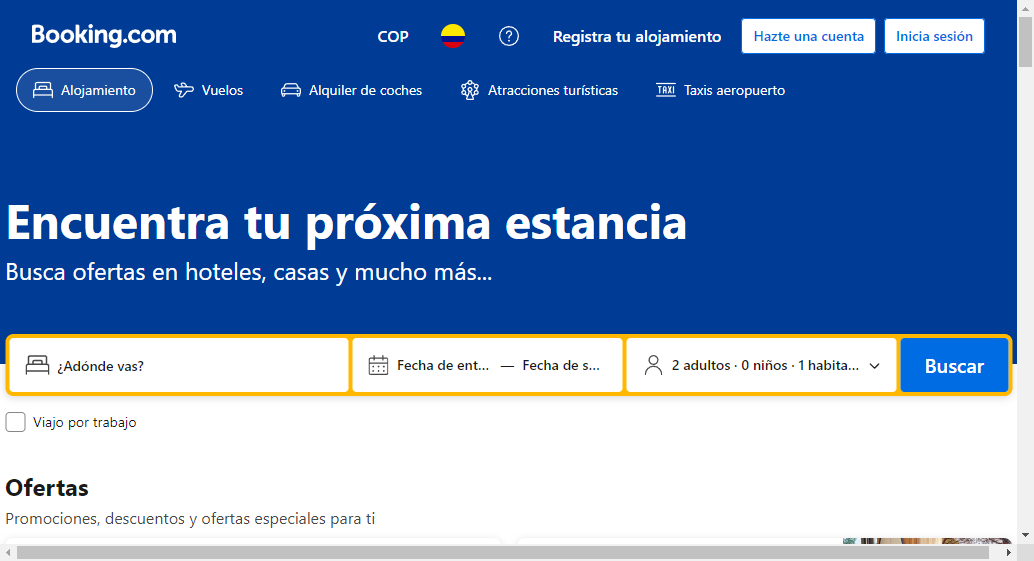 Booking.com
COP
Registra tu alojamiento
Hazte una cuenta
Inicia sesión
Alojamiento
Vuelos
Alquiler de coches
Atracciones turísticas
TAXI
Taxis aeropuerto
Encuentra tu próxima estancia
Busca ofertas en hoteles, casas y mucho más...
¿Adónde vas?
Fecha de ent... — Fecha de s...
2 adultos · 0 niños · 1 habita...
Buscar
Viajo por trabajo
Ofertas
Promociones, descuentos y ofertas especiales para ti